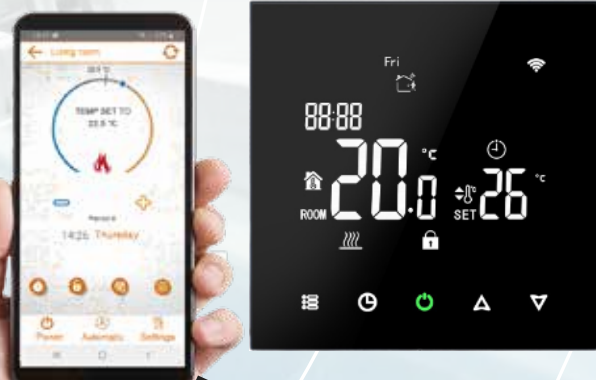 Living room
TEMP SET TO
22.5 °C
14:26 Thursday
Power Automatic Settings
Fri
88:88
20.0 °C
26 °C
ROOM
SET